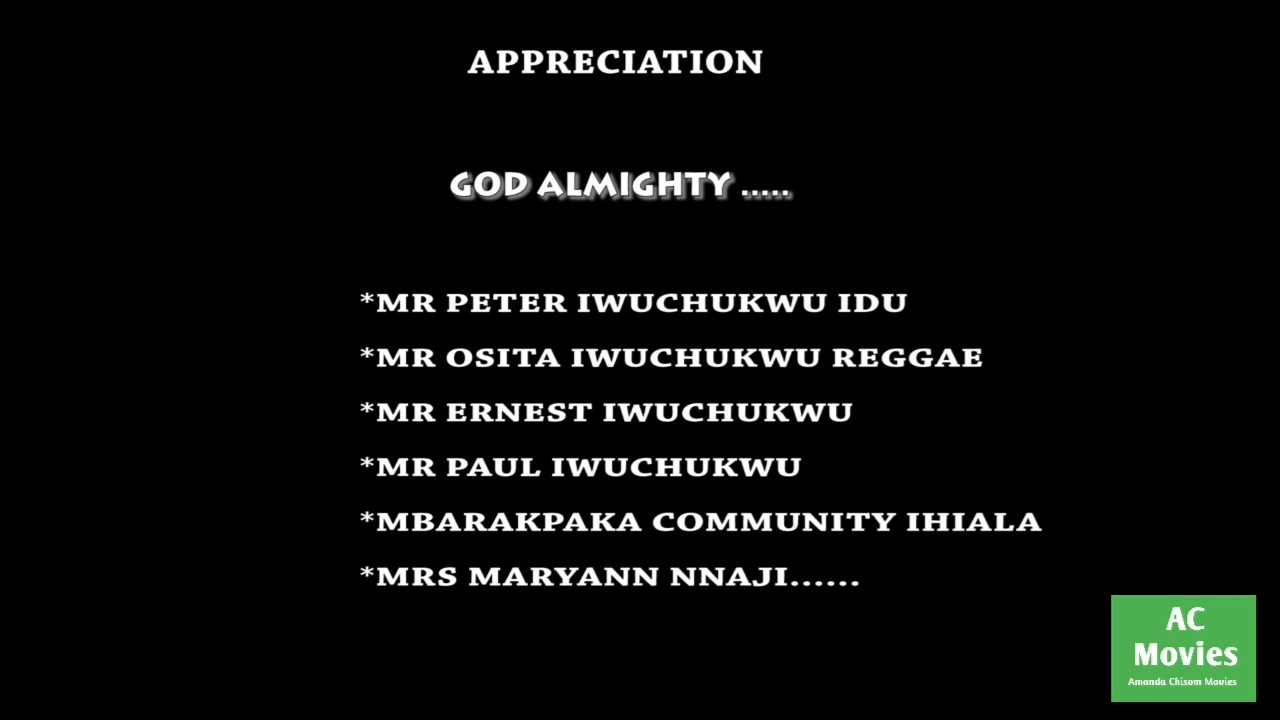 APPRECIATION
GOD ALMIGHTY .....
*MR PETER IWUCHUKWU IDU
*MR OSITA IWUCHUKWU REGGAE
*MR ERNEST IWUCHUKWU
*MR PAUL IWUCHUKWU
*MBARAKPAKA COMMUNITY IHIALA
*MRS MARYANN NNAJI......
AC
Movies
Amanda Chisom Movies